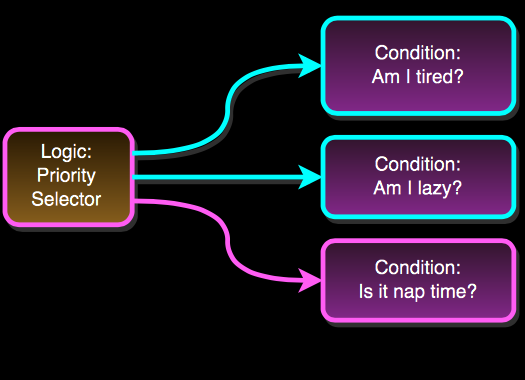 Logic:
Priority
Selector
Condition:
Am I tired?
Condition:
Am I lazy?
Condition:
Is it nap time?